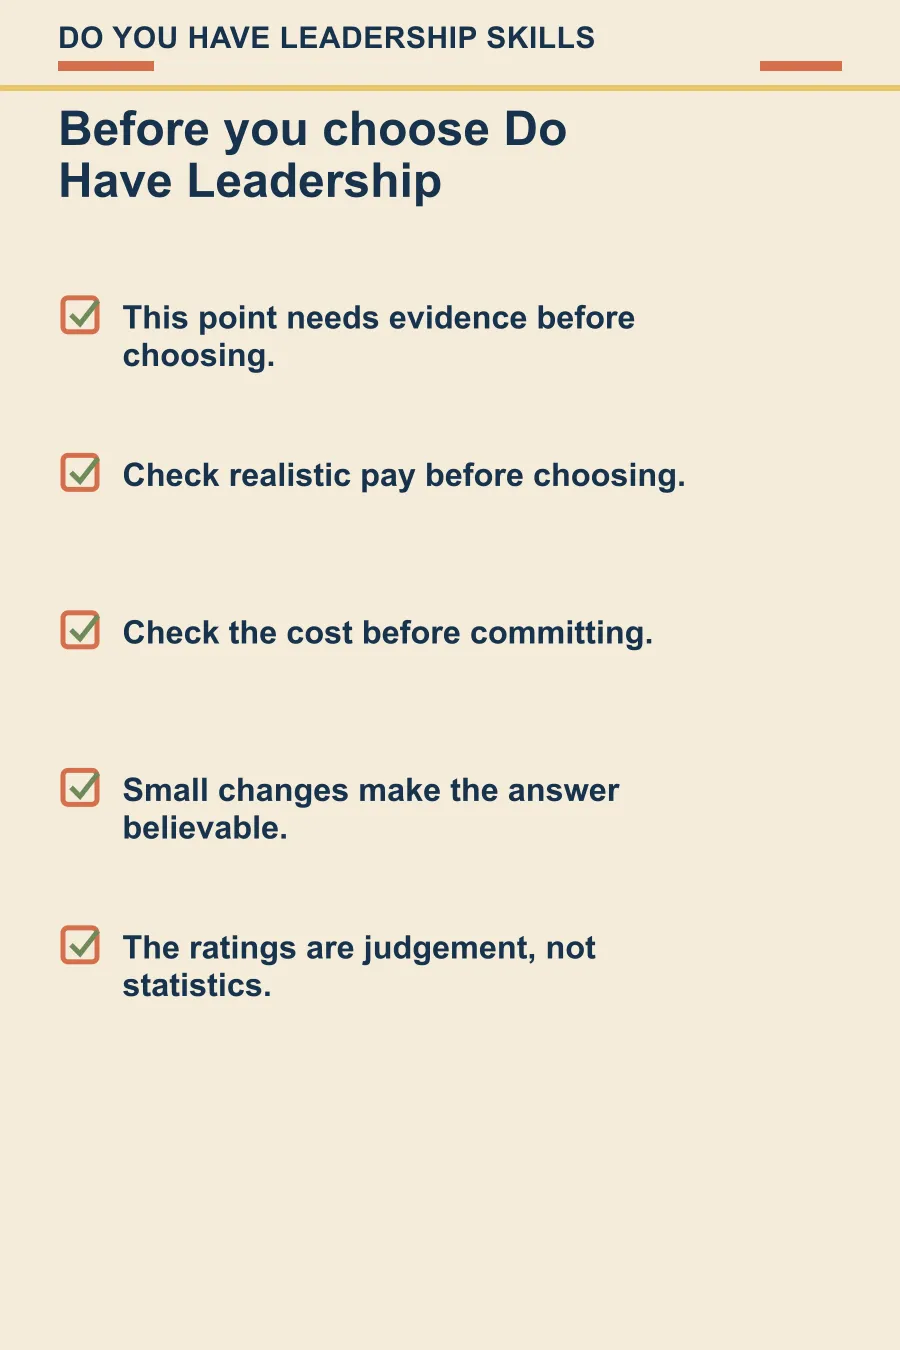 DO YOU HAVE LEADERSHIP SKILLS
Before you choose Do
Have Leadership
This point needs evidence before
choosing.
Check realistic pay before choosing.
Check the cost before committing.
Small changes make the answer
believable.
The ratings are judgement, not
statistics.